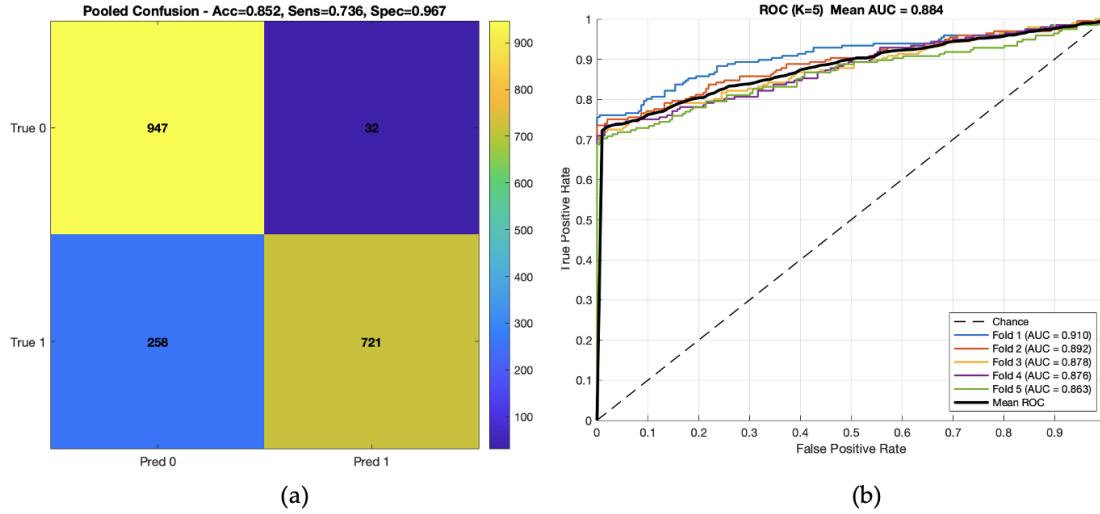 Pooled Confusion - Acc=0.852, Sens=0.736, Spec=0.967
True 0
True 1
947
32
258
721
Pred 0
Pred 1
900
800
700
600
500
400
300
200
100
(a)
ROC (K=5) Mean AUC = 0.884
True Positive Rate
1
0.9
0.8
0.7
0.6
0.5
0.4
0.3
0.2
0.1
0
0
0.1
0.2
0.3
0.4
0.5
0.6
0.7
0.8
0.9
False Positive Rate
Chance
Fold 1 (AUC = 0.910)
Fold 2 (AUC = 0.892)
Fold 3 (AUC = 0.878)
Fold 4 (AUC = 0.876)
Fold 5 (AUC = 0.863)
Mean ROC
(b)